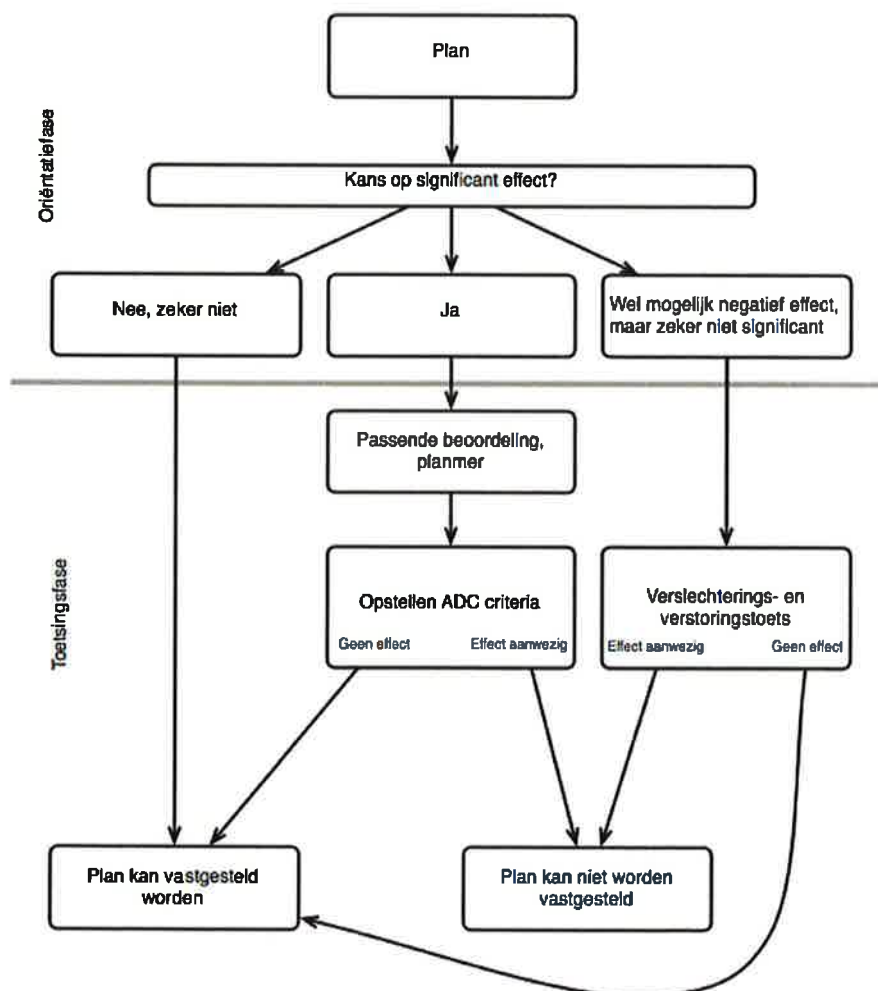 Plan
Oriëntatiefase
Kans op significant effect?
Nee, zeker niet
Ja
Wel mogelijk negatief effect,
maar zeker niet significant
Toetsingsfase
Passende beoordeling,
planmer
Opstellen ADC criteria
Geen effect
Effect aanwezig
Verslechterings- en
verstoringstoets
Effect aanwezig
Geen effect
Plan kan vastgesteld
worden
Plan kan niet worden
vastgesteld